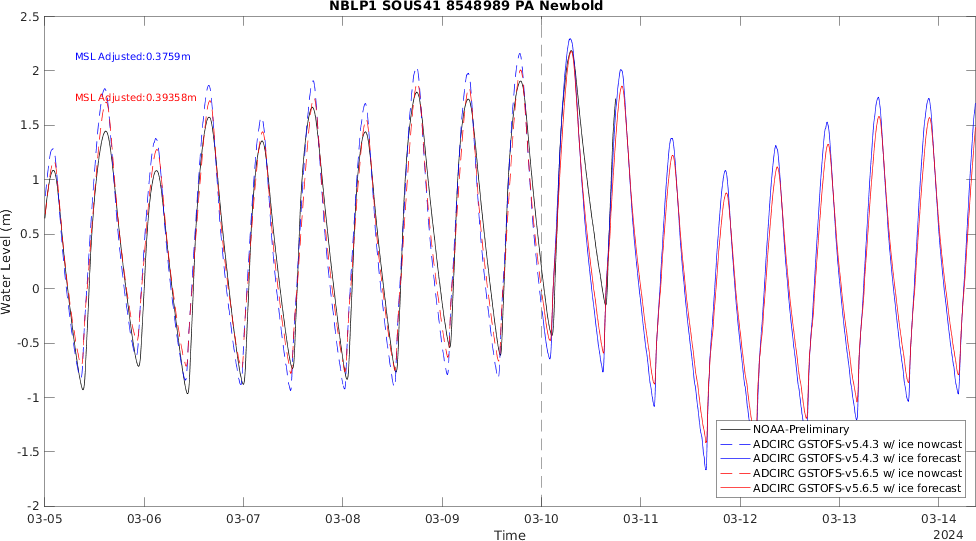 NBLP1 SOUS41 8548989 PA Newbold
2.5
2
1.5
1
0.5
0
-0.5
-1
-1.5
-2
Water Level (m)
MSL Adjusted:0.3759m
MSL Adjusted:0.39358m
NOAA-Preliminary
ADCIRC GSTOFS-v5.4.3 w/ ice nowcast
ADCIRC GSTOFS-v5.4.3 w/ ice forecast
ADCIRC GSTOFS-v5.6.5 w/ ice nowcast
ADCIRC GSTOFS-v5.6.5 w/ ice forecast
03-05 03-06 03-07 03-08 03-09 03-10 03-11 03-12 03-13 03-14
Time
2024